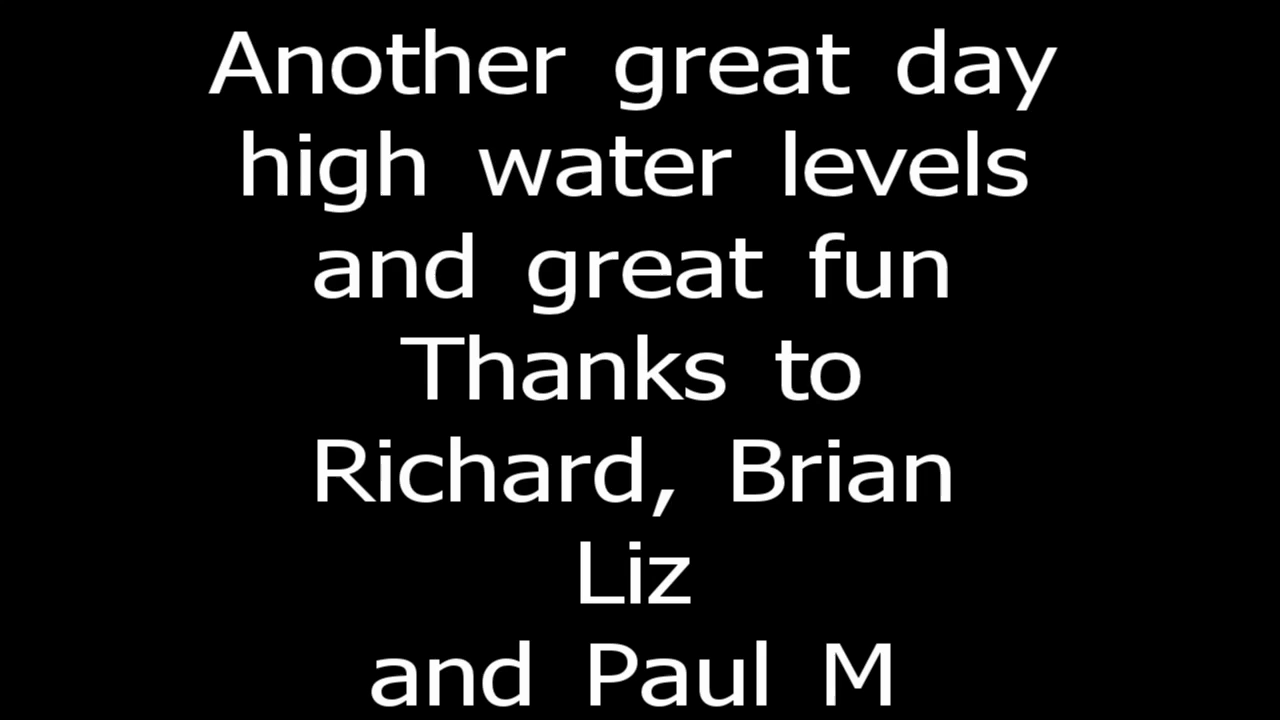 Another great day
high water levels
and great fun
Thanks to
Richard, Brian
Liz
and Paul M